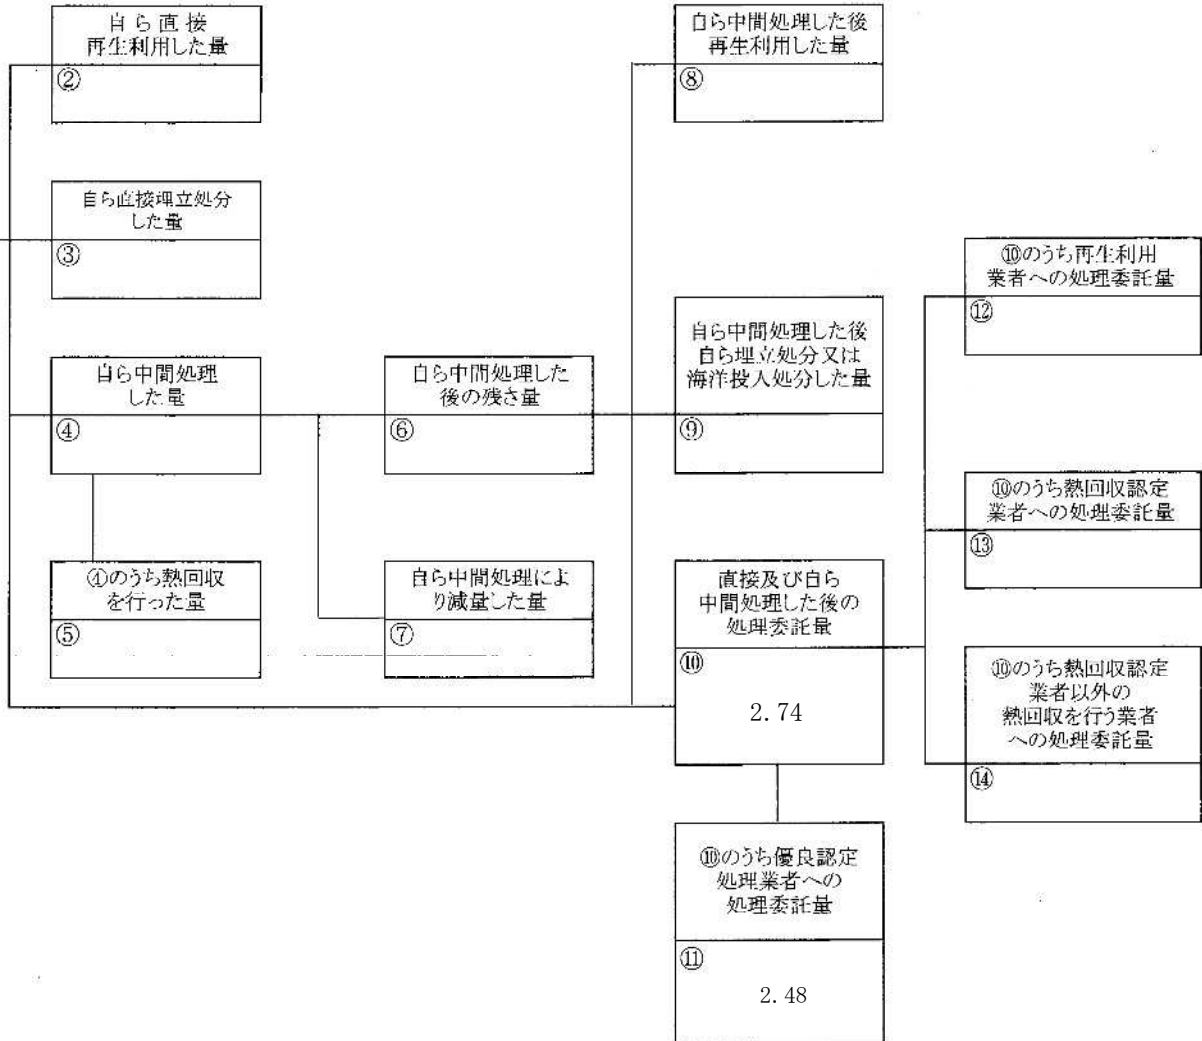 自ら直接
再生利用した量
②
自ら直接埋立処分
した量
③
自ら中間処理
した量
④
④のうち熱回収
を行った量
⑤
自ら中間処理した
後の残さ量
⑥
自ら中間処理によ
り減量した量
⑦
自ら中間処理した後
再生利用した量
⑧
自ら中間処理した後
自ら埋立処分又は
海洋投入処分した量
⑨
直接及び自ら
中間処理した後の
処理委託量
⑩
2.74
⑩のうち優良認定
処理業者への
処理委託量
⑪
2.48
⑩のうち再生利用
業者への処理委託量
⑫
⑩のうち熱回収認定
業者への処理委託量
⑬
⑩のうち熱回収認定
業者以外の
熱回収を行う業者
への処理委託量
⑭